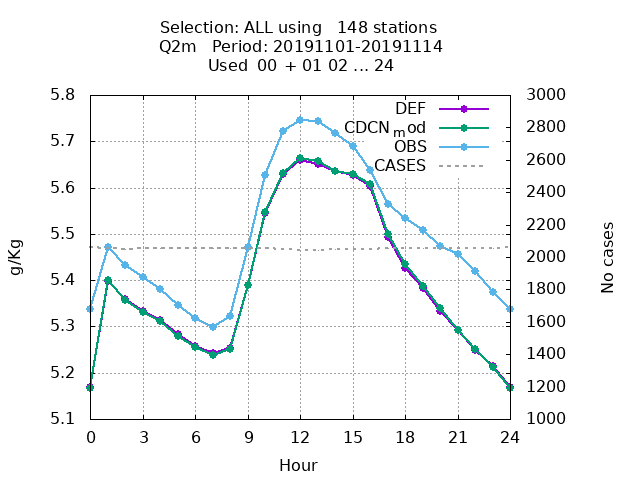 Selection: ALL using   148 stations
Q2m   Period: 20191101-20191114
Used  00 + 01 02 ... 24
DEF
CDCN_mod
OBS
CASES
5.8
5.7
5.6
5.5
5.4
5.3
5.2
5.1
g/Kg
3000
2800
2600
2400
2200
2000
1800
1600
1400
1200
1000
No cases
0 3 6 9 12 15 18 21 24
Hour